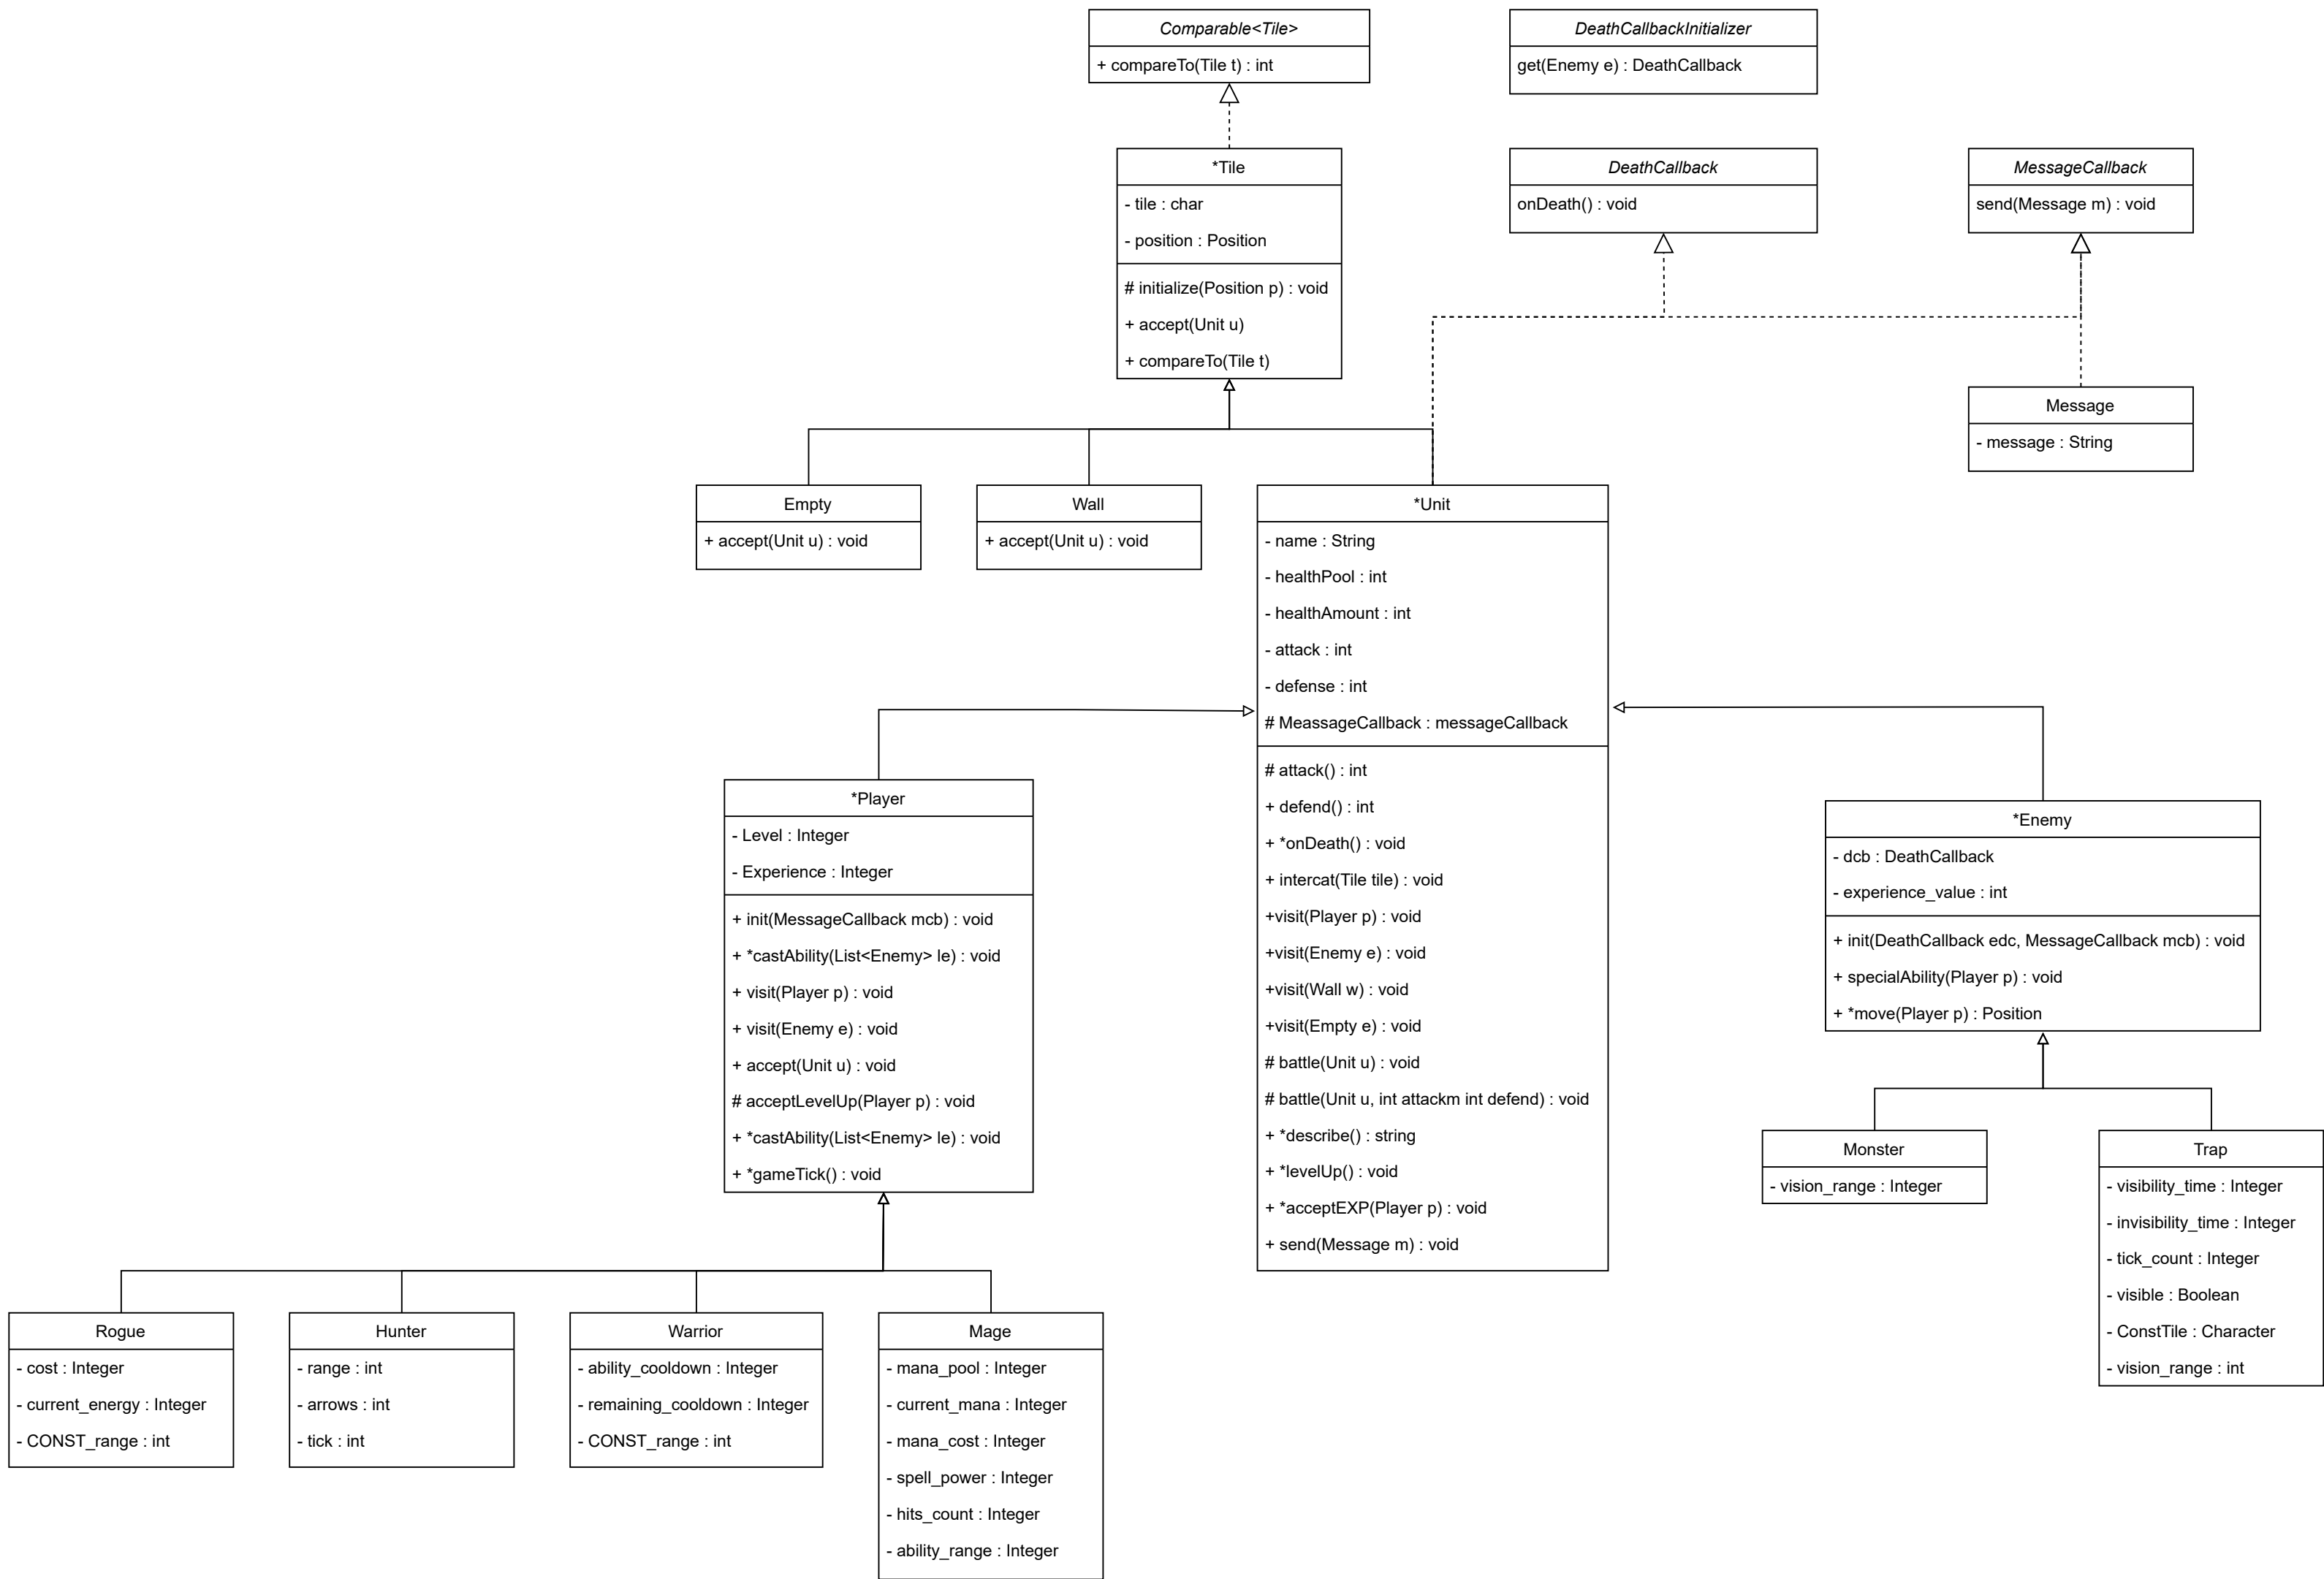 Comparable<Tile>
+ compareTo(Tile t) : int
DeathCallbackInitializer
get(Enemy e) : DeathCallback
*Tile
- tile : char
- position : Position
# initialize(Position p) : void
+ accept(Unit u)
+ compareTo(Tile t)
DeathCallback
onDeath() : void
MessageCallback
send(Message m) : void
Message
- message : String
Empty
+ accept(Unit u) : void
Wall
+ accept(Unit u) : void
*Unit
- name : String
- healthPool : int
- healthAmount : int
- attack : int
- defense : int
# MeassageCallback : messageCallback
# attack() : int
+ defend() : int
+ *onDeath() : void
+ intercat(Tile tile) : void
+visit(Player p) : void
+visit(Enemy e) : void
+visit(Wall w) : void
+visit(Empty e) : void
# battle(Unit u) : void
# battle(Unit u, int attackm int defend) : void
+ *describe() : string
+ *levelUp() : void
+ *acceptEXP(Player p) : void
+ send(Message m) : void
*Player
- Level : Integer
- Experience : Integer
+ init(MessageCallback mcb) : void
+ *castAbility(List<Enemy> le) : void
+ visit(Player p) : void
+ visit(Enemy e) : void
+ accept(Unit u) : void
# acceptLevelUp(Player p) : void
+ *castAbility(List<Enemy> le) : void
+ *gameTick() : void
*Enemy
- dcb : DeathCallback
- experience_value : int
+ init(DeathCallback edc, MessageCallback mcb) : void
+ specialAbility(Player p) : void
+ *move(Player p) : Position
Monster
- vision_range : Integer
Trap
- visibility_time : Integer
- invisibility_time : Integer
- tick_count : Integer
- visible : Boolean
- ConstTile : Character
- vision_range : int
Rogue
- cost : Integer
- current_energy : Integer
- CONST_range : int
Hunter
- range : int
- arrows : int
- tick : int
Warrior
- ability_cooldown : Integer
- remaining_cooldown : Integer
- CONST_range : int
Mage
- mana_pool : Integer
- current_mana : Integer
- mana_cost : Integer
- spell_power : Integer
- hits_count : Integer
- ability_range : Integer